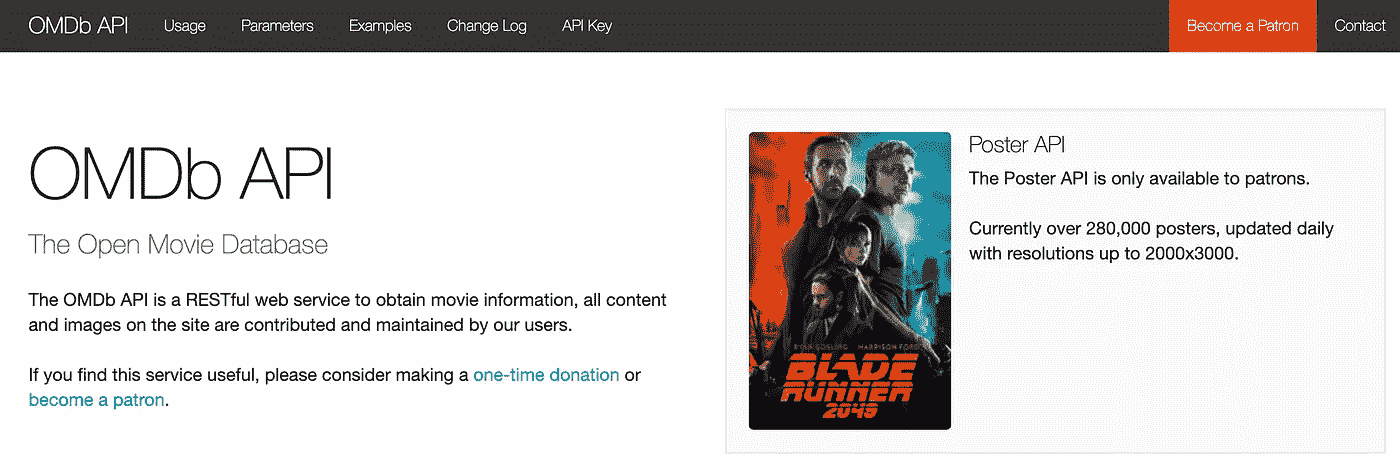 OMDb API Usage Parameters Examples Change Log API Key Become a Patron Contact
OMDb API
The Open Movie Database
The OMDb API is a RESTful web service to obtain movie information, all content
and images on the site are contributed and maintained by our users.
If you find this service useful, please consider making a one-time donation or
become a patron.
RYAN GOSLING HARRISON FORD
BLADE
RUNNER
2049
Poster API
The Poster API is only available to patrons.
Currently over 280,000 posters, updated daily
with resolutions up to 2000x3000.